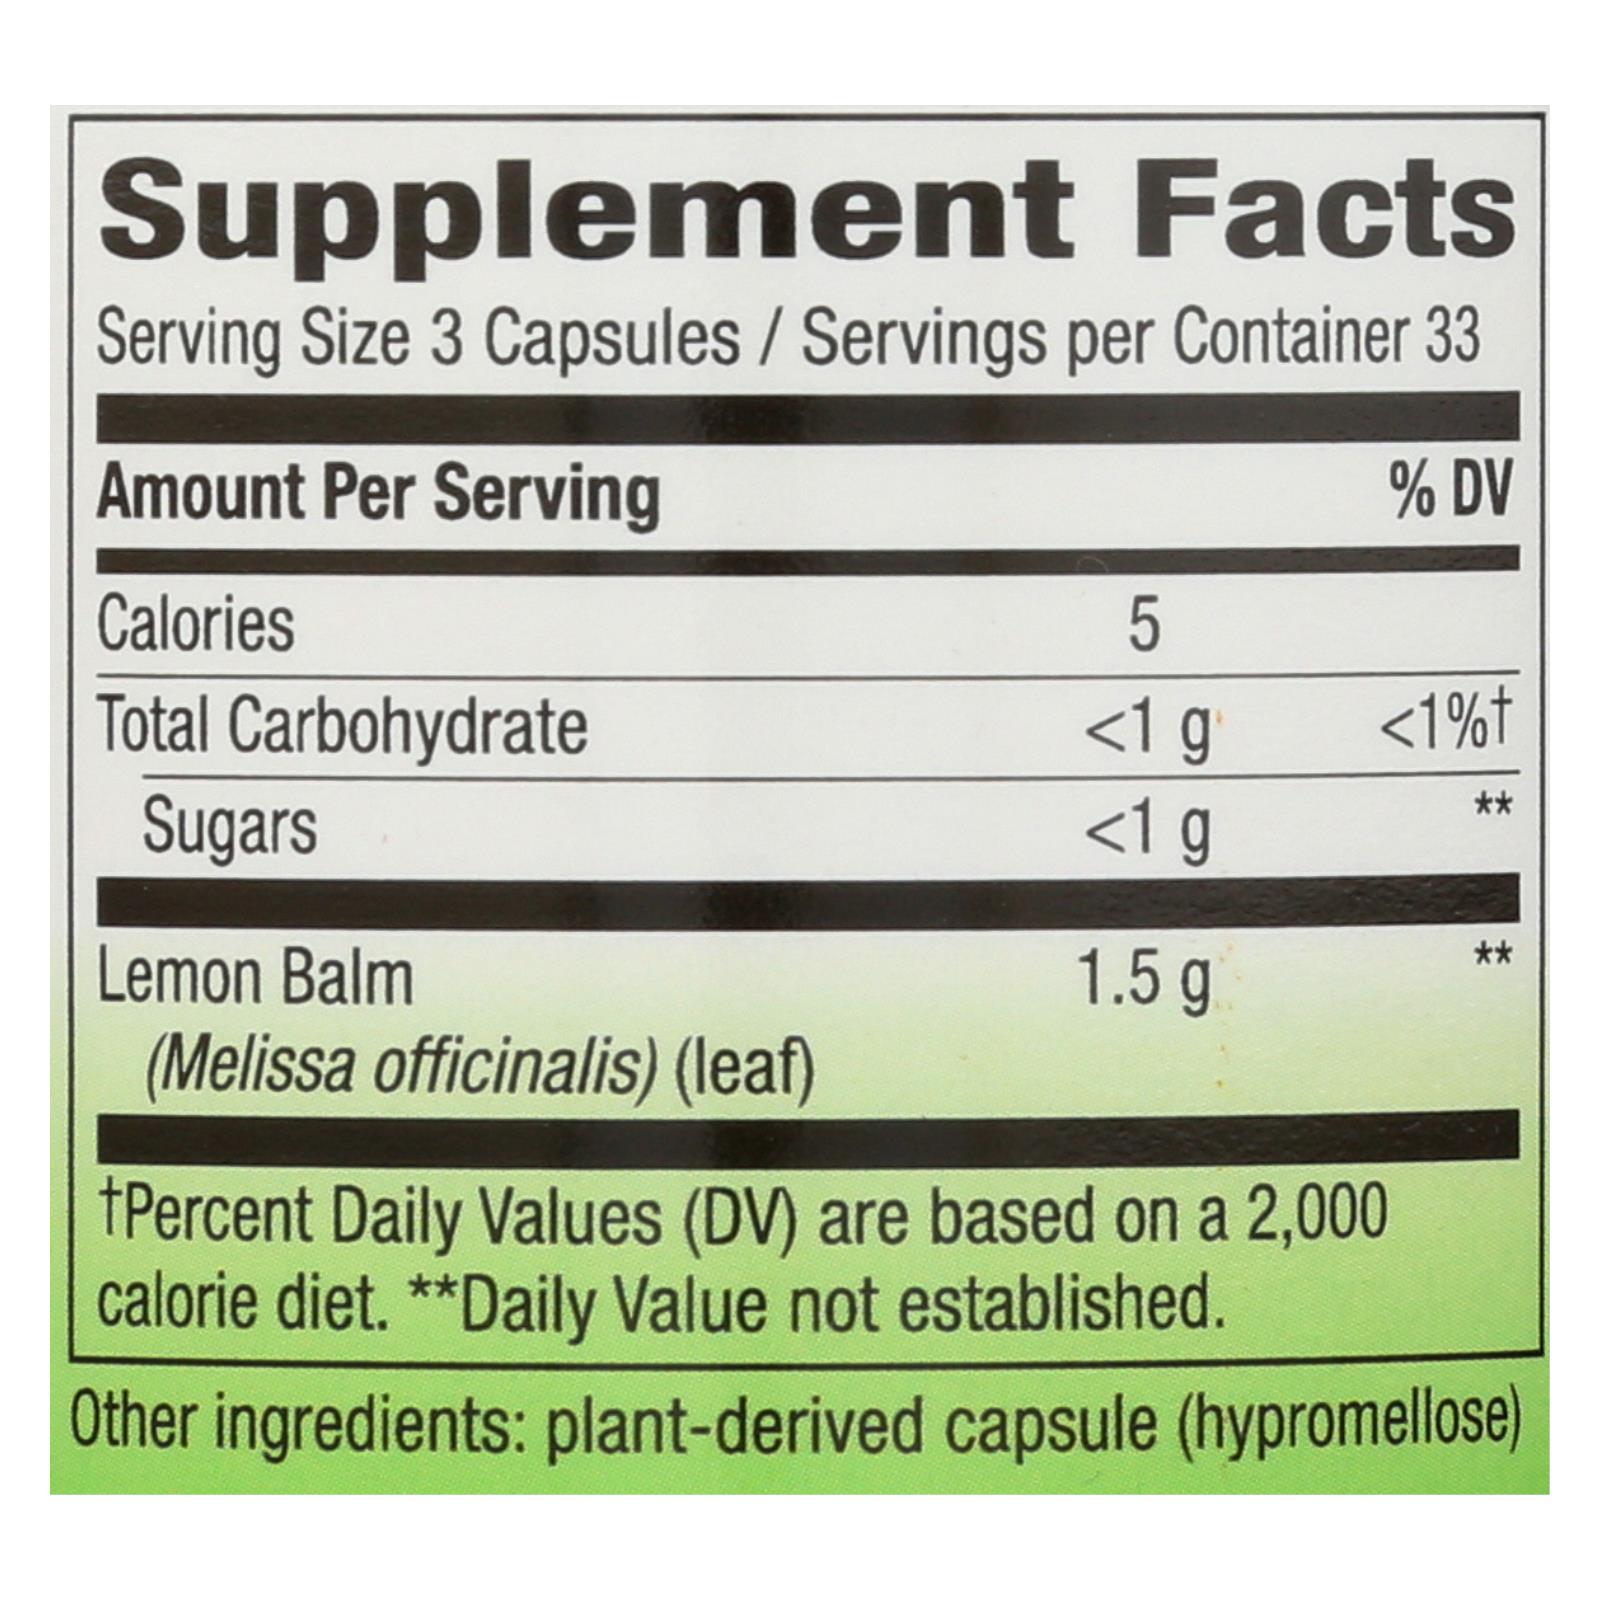 Supplement Facts
Serving Size 3 Capsules / Servings per Container 33
Amount Per Serving % DV
Calories 5
Total Carbohydrate <1 g <1%†
Sugars <1 g **
Lemon Balm 1.5 g **
(Melissa officinalis) (leaf)
†Percent Daily Values (DV) are based on a 2,000
calorie diet. **Daily Value not established.
Other ingredients: plant-derived capsule (hypromellose)